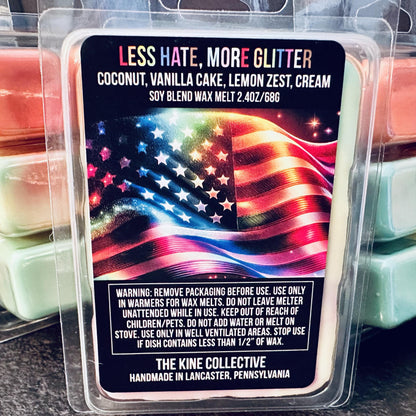 LESS HATE, MORE GLITTER
COCONUT, VANILLA CAKE, LEMON ZEST, CREAM
SOY BLEND WAX MELT 2.4OZ/68G
WARNING: REMOVE PACKAGING BEFORE USE. USE ONLY
IN WARMERS FOR WAX MELTS. DO NOT LEAVE MELTER
UNATTENDED WHILE IN USE. KEEP OUT OF REACH OF
CHILDREN/PETS. DO NOT ADD WATER OR MELT ON
STOVE. USE ONLY IN WELL VENTILATED AREAS. STOP USE
IF DISH CONTAINS LESS THAN 1/2" OF WAX.
THE KINE COLLECTIVE
HANDMADE IN LANCASTER, PENNSYLVANIA